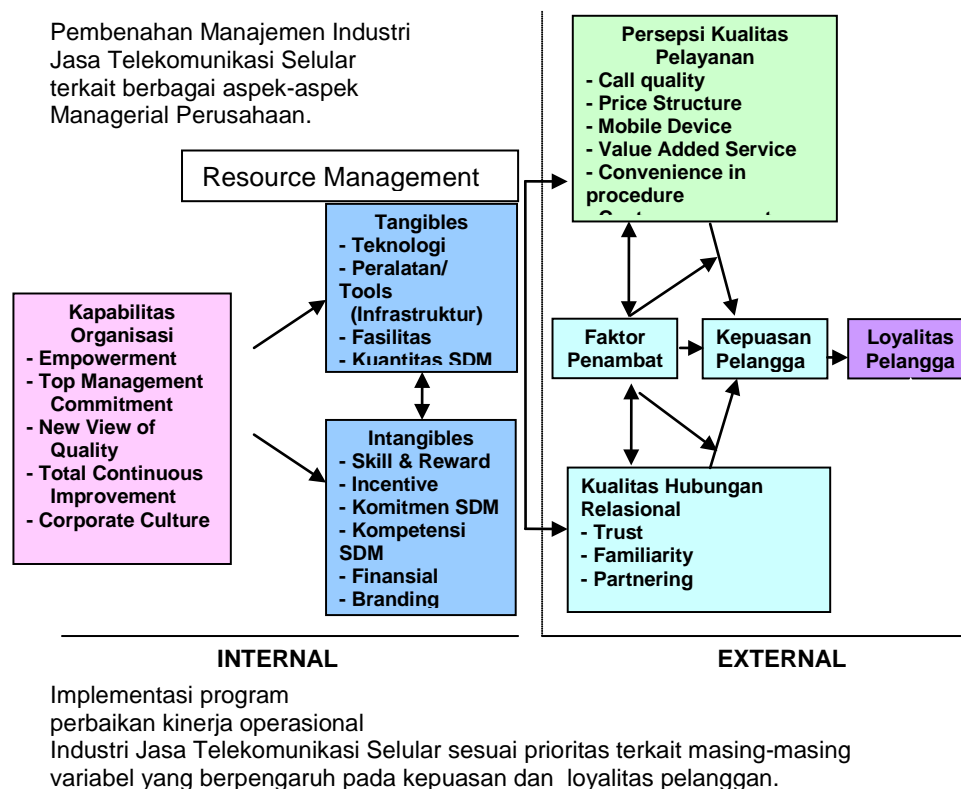 Pembenahan Manajemen Industri
Jasa Telekomunikasi Selular
terkait berbagai aspek-aspek
Managerial Perusahaan.
Resource Management
Kapabilitas
Organisasi
- Empowerment
- Top Management
Commitment
- New View of
Quality
- Total Continuous
Improvement
- Corporate Culture
Tangibles
- Teknologi
- Peralatan/
Tools
(Infrastruktur)
- Fasilitas
- Kuantitas SDM
Intangibles
- Skill & Reward
- Incentive
- Komitmen SDM
- Kompetensi
SDM
- Finansial
- Branding
Persepsi Kualitas
Pelayanan
- Call quality
- Price Structure
- Mobile Device
- Value Added Service
- Convenience in
procedure
Faktor
Penambat
Kepuasan
Pelangga
Loyalitas
Pelangga
Kualitas Hubungan
Relasional
- Trust
- Familiarity
- Partnering
INTERNAL
EXTERNAL
Implementasi program
perbaikan kinerja operasional
Industri Jasa Telekomunikasi Selular sesuai prioritas terkait masing-masing
variabel yang berpengaruh pada kepuasan dan  loyalitas pelanggan.